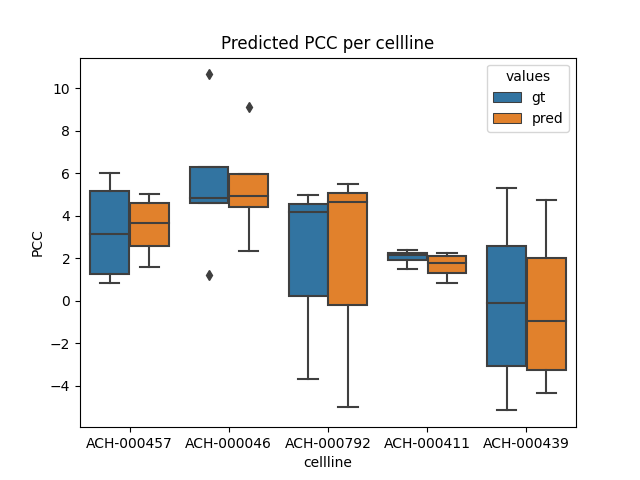 Predicted PCC per cellline
values
gt
pred
10
8
6
4
2
0
−2
−4
PCC
ACH-000457 ACH-000046 ACH-000792 ACH-000411 ACH-000439
cellline